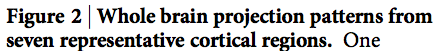 Figure 2 | Whole brain projection patterns from
seven representative cortical regions. One